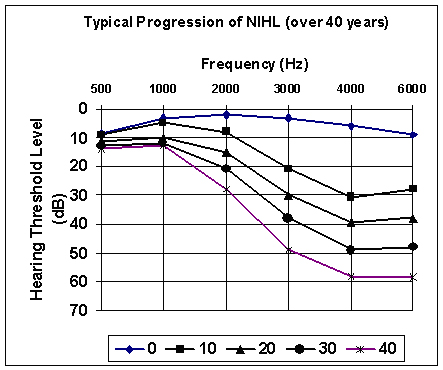 Typical Progression of NIHL (over 40 years)
Frequency (Hz)
500 1000 2000 3000 4000 6000
Hearing Threshold Level
(dB)
0
10
20
30
40
50
60
70
0 10 20 30 40